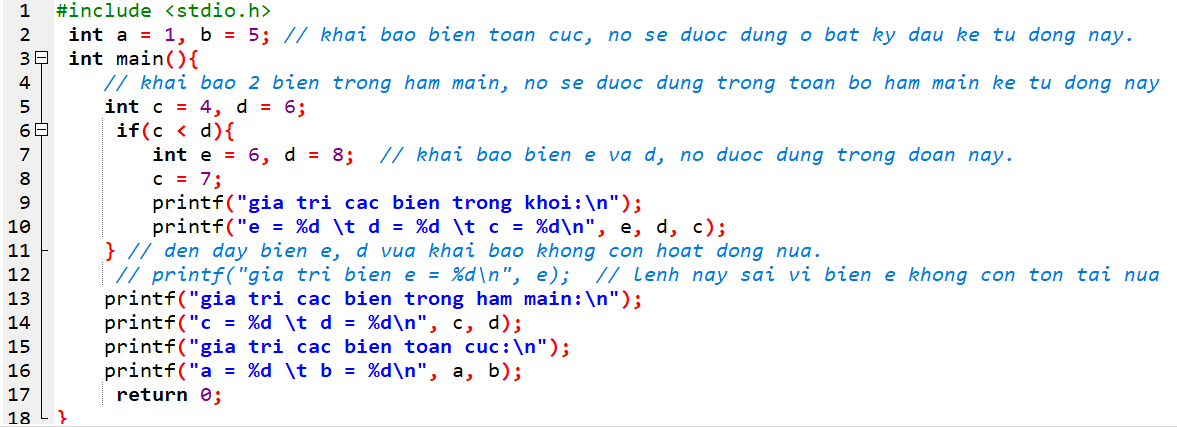 1 #include <stdio.h>
2 int a = 1, b = 5; // khai bao bien toan cuc, no se duoc dung o bat ky dau ke tu dong nay.
3 int main(){
4 // khai bao 2 bien trong ham main, no se duoc dung trong toan bo ham main ke tu dong nay
5 int c = 4, d = 6;
6 if(c < d){
7 int e = 6, d = 8; // khai bao bien e va d, no duoc dung trong doan nay.
8 c = 7;
9 printf("gia tri cac bien trong khoi:\n");
10 printf("e = %d \t d = %d \t c = %d\n", e, d, c);
11 } // den day bien e, d vua khai bao khong con hoat dong nua.
12 // printf("gia tri bien e = %d\n", e); // lenh nay sai vi bien e khong con ton tai nua
13 printf("gia tri cac bien trong ham main:\n");
14 printf("c = %d \t d = %d\n", c, d);
15 printf("gia tri cac bien toan cuc:\n");
16 printf("a = %d \t b = %d\n", a, b);
17 return 0;
18 }